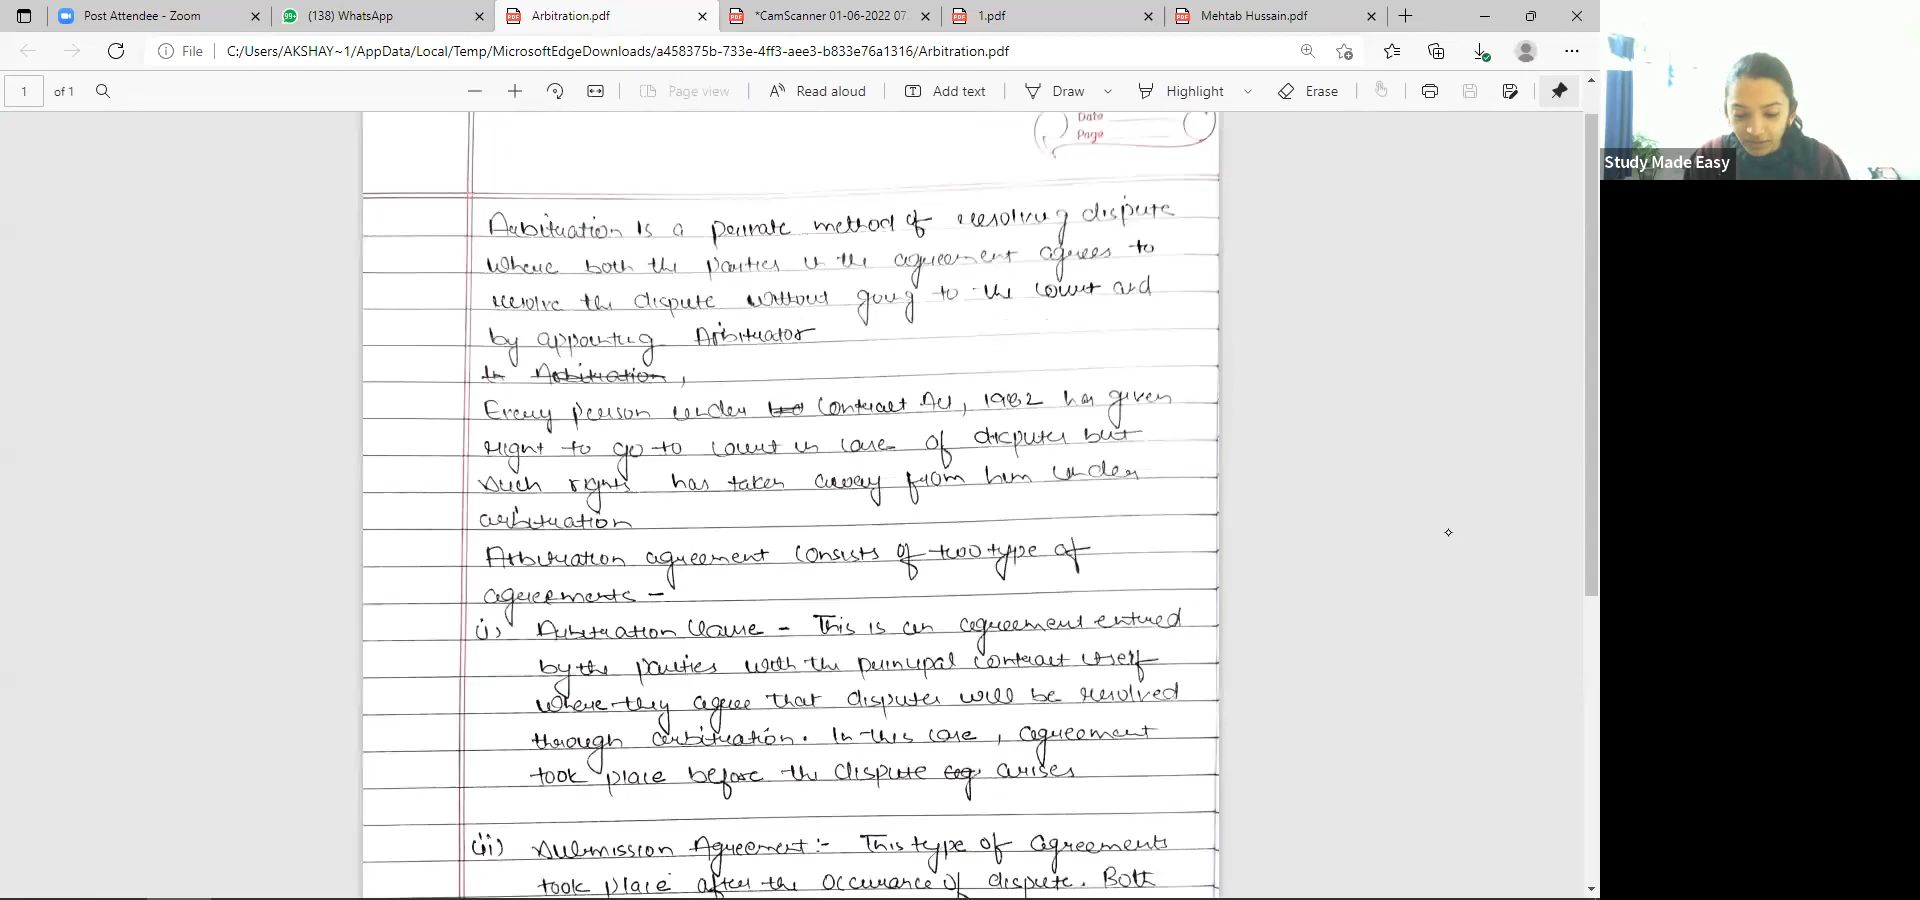 Post Attendee - Zoom
(138) WhatsApp
Arbitration.pdf
*CamScanner 01-06-2022 07
1.pdf
Mehtab Hussain.pdf
File
C:/Users/AKSHAY~1/AppData/Local/Temp/MicrosoftEdgeDownloads/a458375b-733e-4ff3-aee3-b833e76a1316/Arbitration.pdf
1 of 1
Page view
Read aloud
Add text
Draw
Highlight
Erase
Study Made Easy
Date
Page
Arbitration is a private method of resolving dispute
where both the parties in the agreement agrees to
resolve the dispute without going to the court and
by appointing Arbitrator
In Arbitration,
Every person under Contract Act, 1982 has given
right to go to court in case of disputes but
such rights has taken away from him under
arbitration
Arbitration agreement consists of two type of
agreements -
(i) Arbitration Clause - This is an agreement entered
by the parties with the principal contract itself
where they agree that disputes will be resolved
through arbitration. In this case, agreement
took place before the dispute arises
(ii) Submission Agreement :- This type of agreements
took place after the occurance of dispute. Both